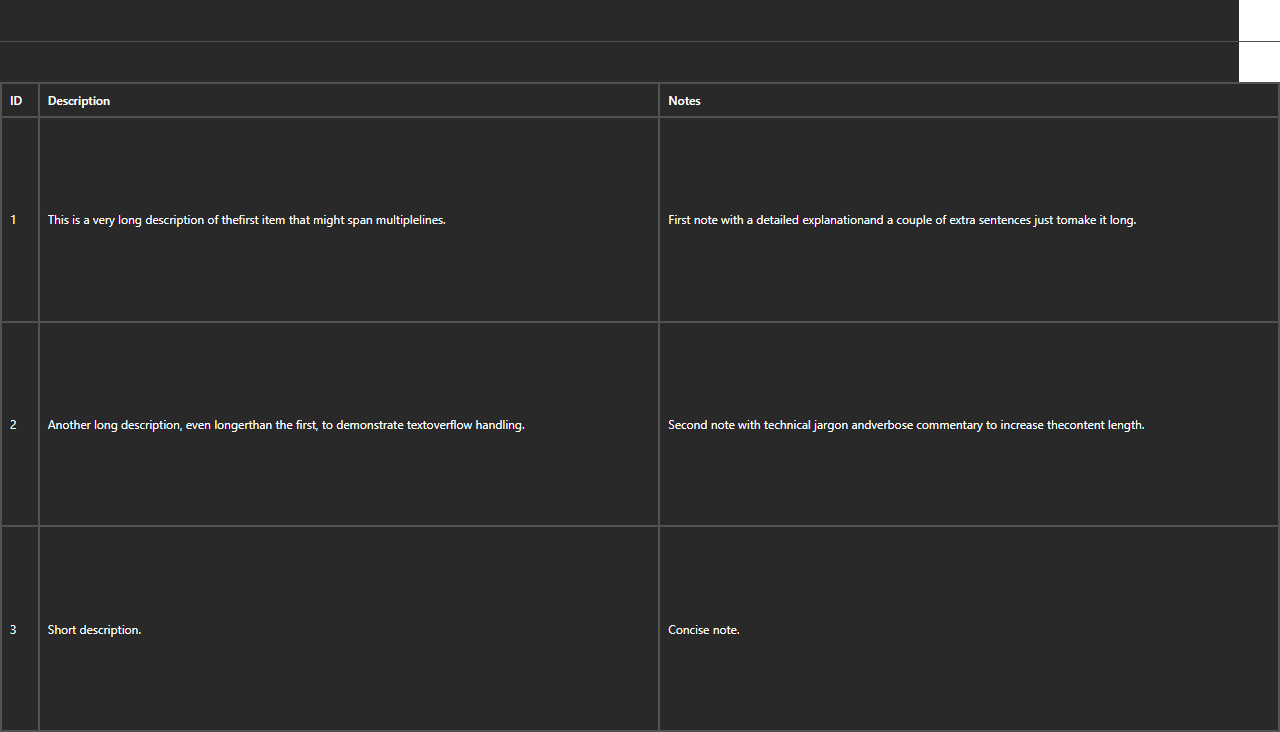 ID Description Notes
1 This is a very long description of thefirst item that might span multiplelines. First note with a detailed explanationand a couple of extra sentences just tomake it long.
2 Another long description, even longerthan the first, to demonstrate textoverflow handling. Second note with technical jargon andverbose commentary to increase thecontent length.
3 Short description. Concise note.